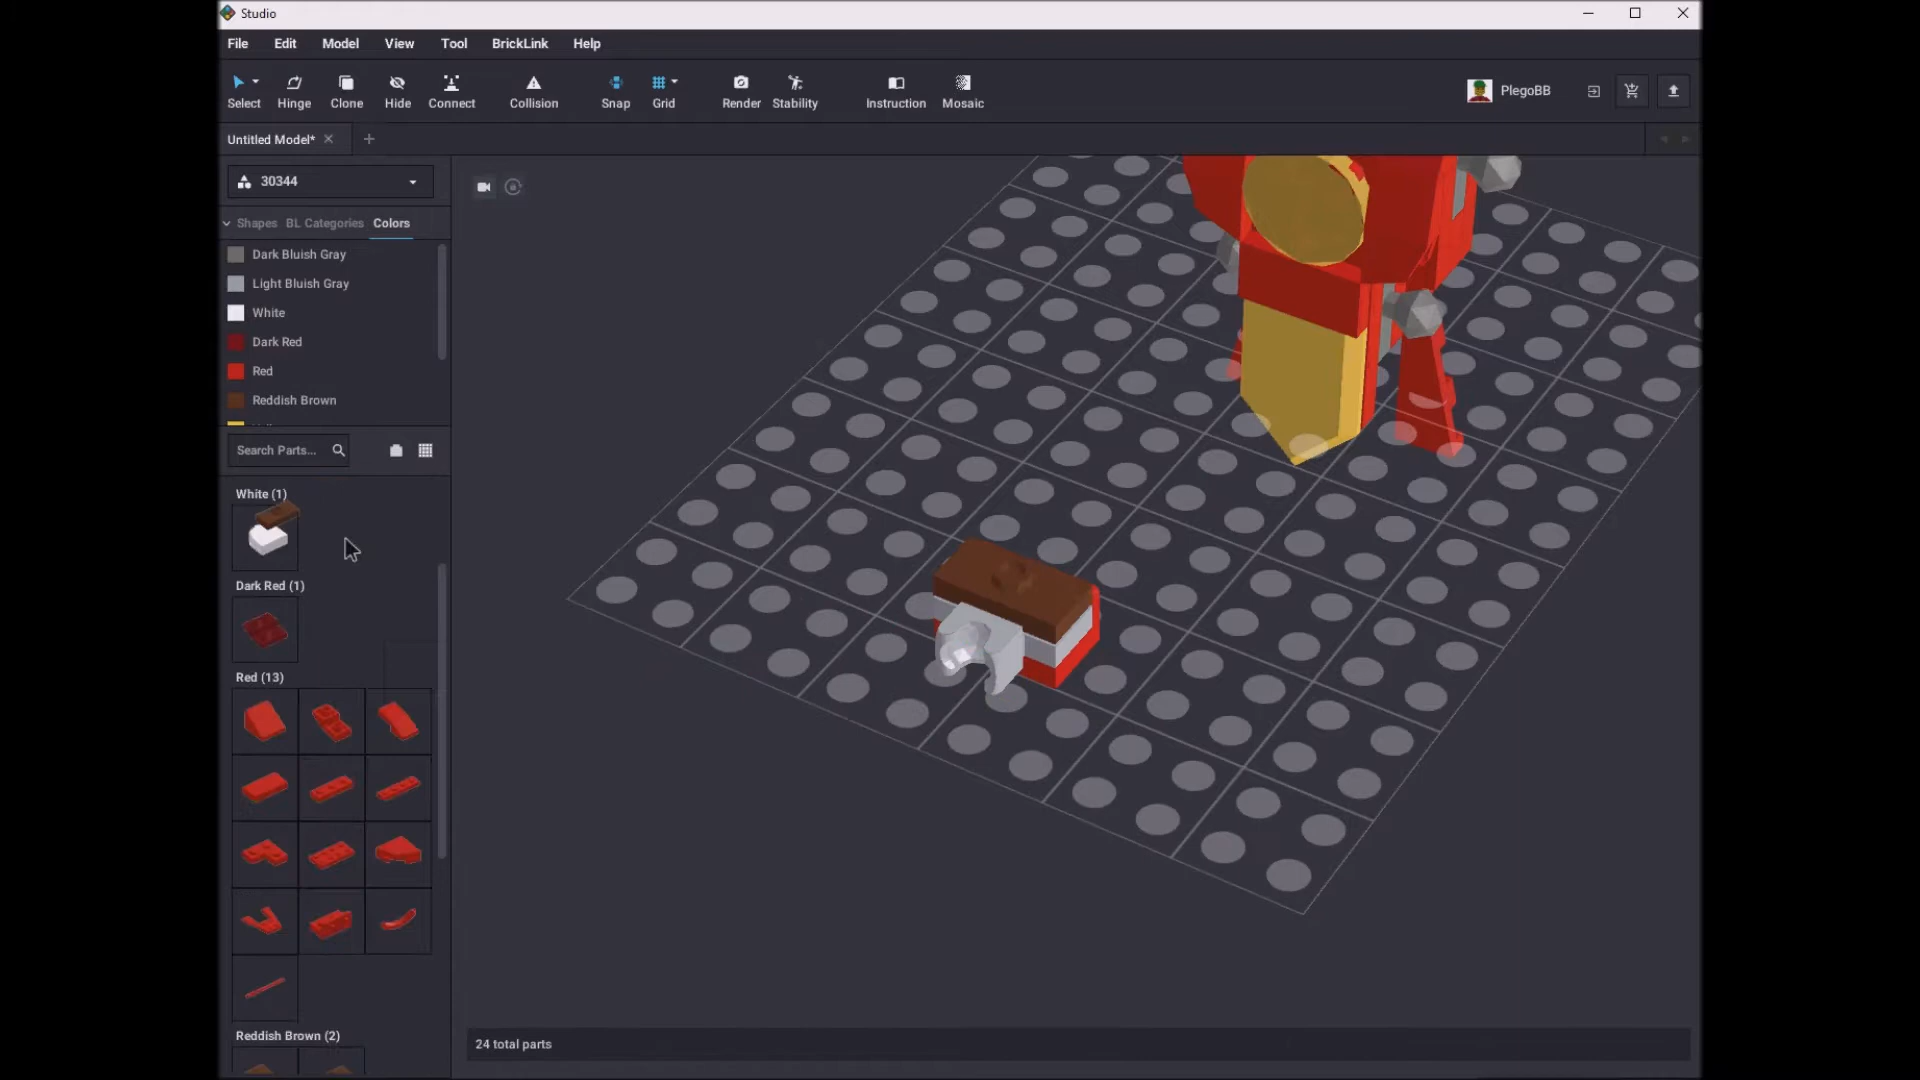 Studio
File Edit Model View Tool BrickLink Help
Select Hinge Clone Hide Connect Collision Snap Grid Render Stability Instruction Mosaic PlegoBB
Untitled Model*
30344
Shapes BL Categories Colors
Dark Bluish Gray
Light Bluish Gray
White
Dark Red
Red
Reddish Brown
Search Parts...
White (1)
Dark Red (1)
Red (13)
Reddish Brown (2)
24 total parts